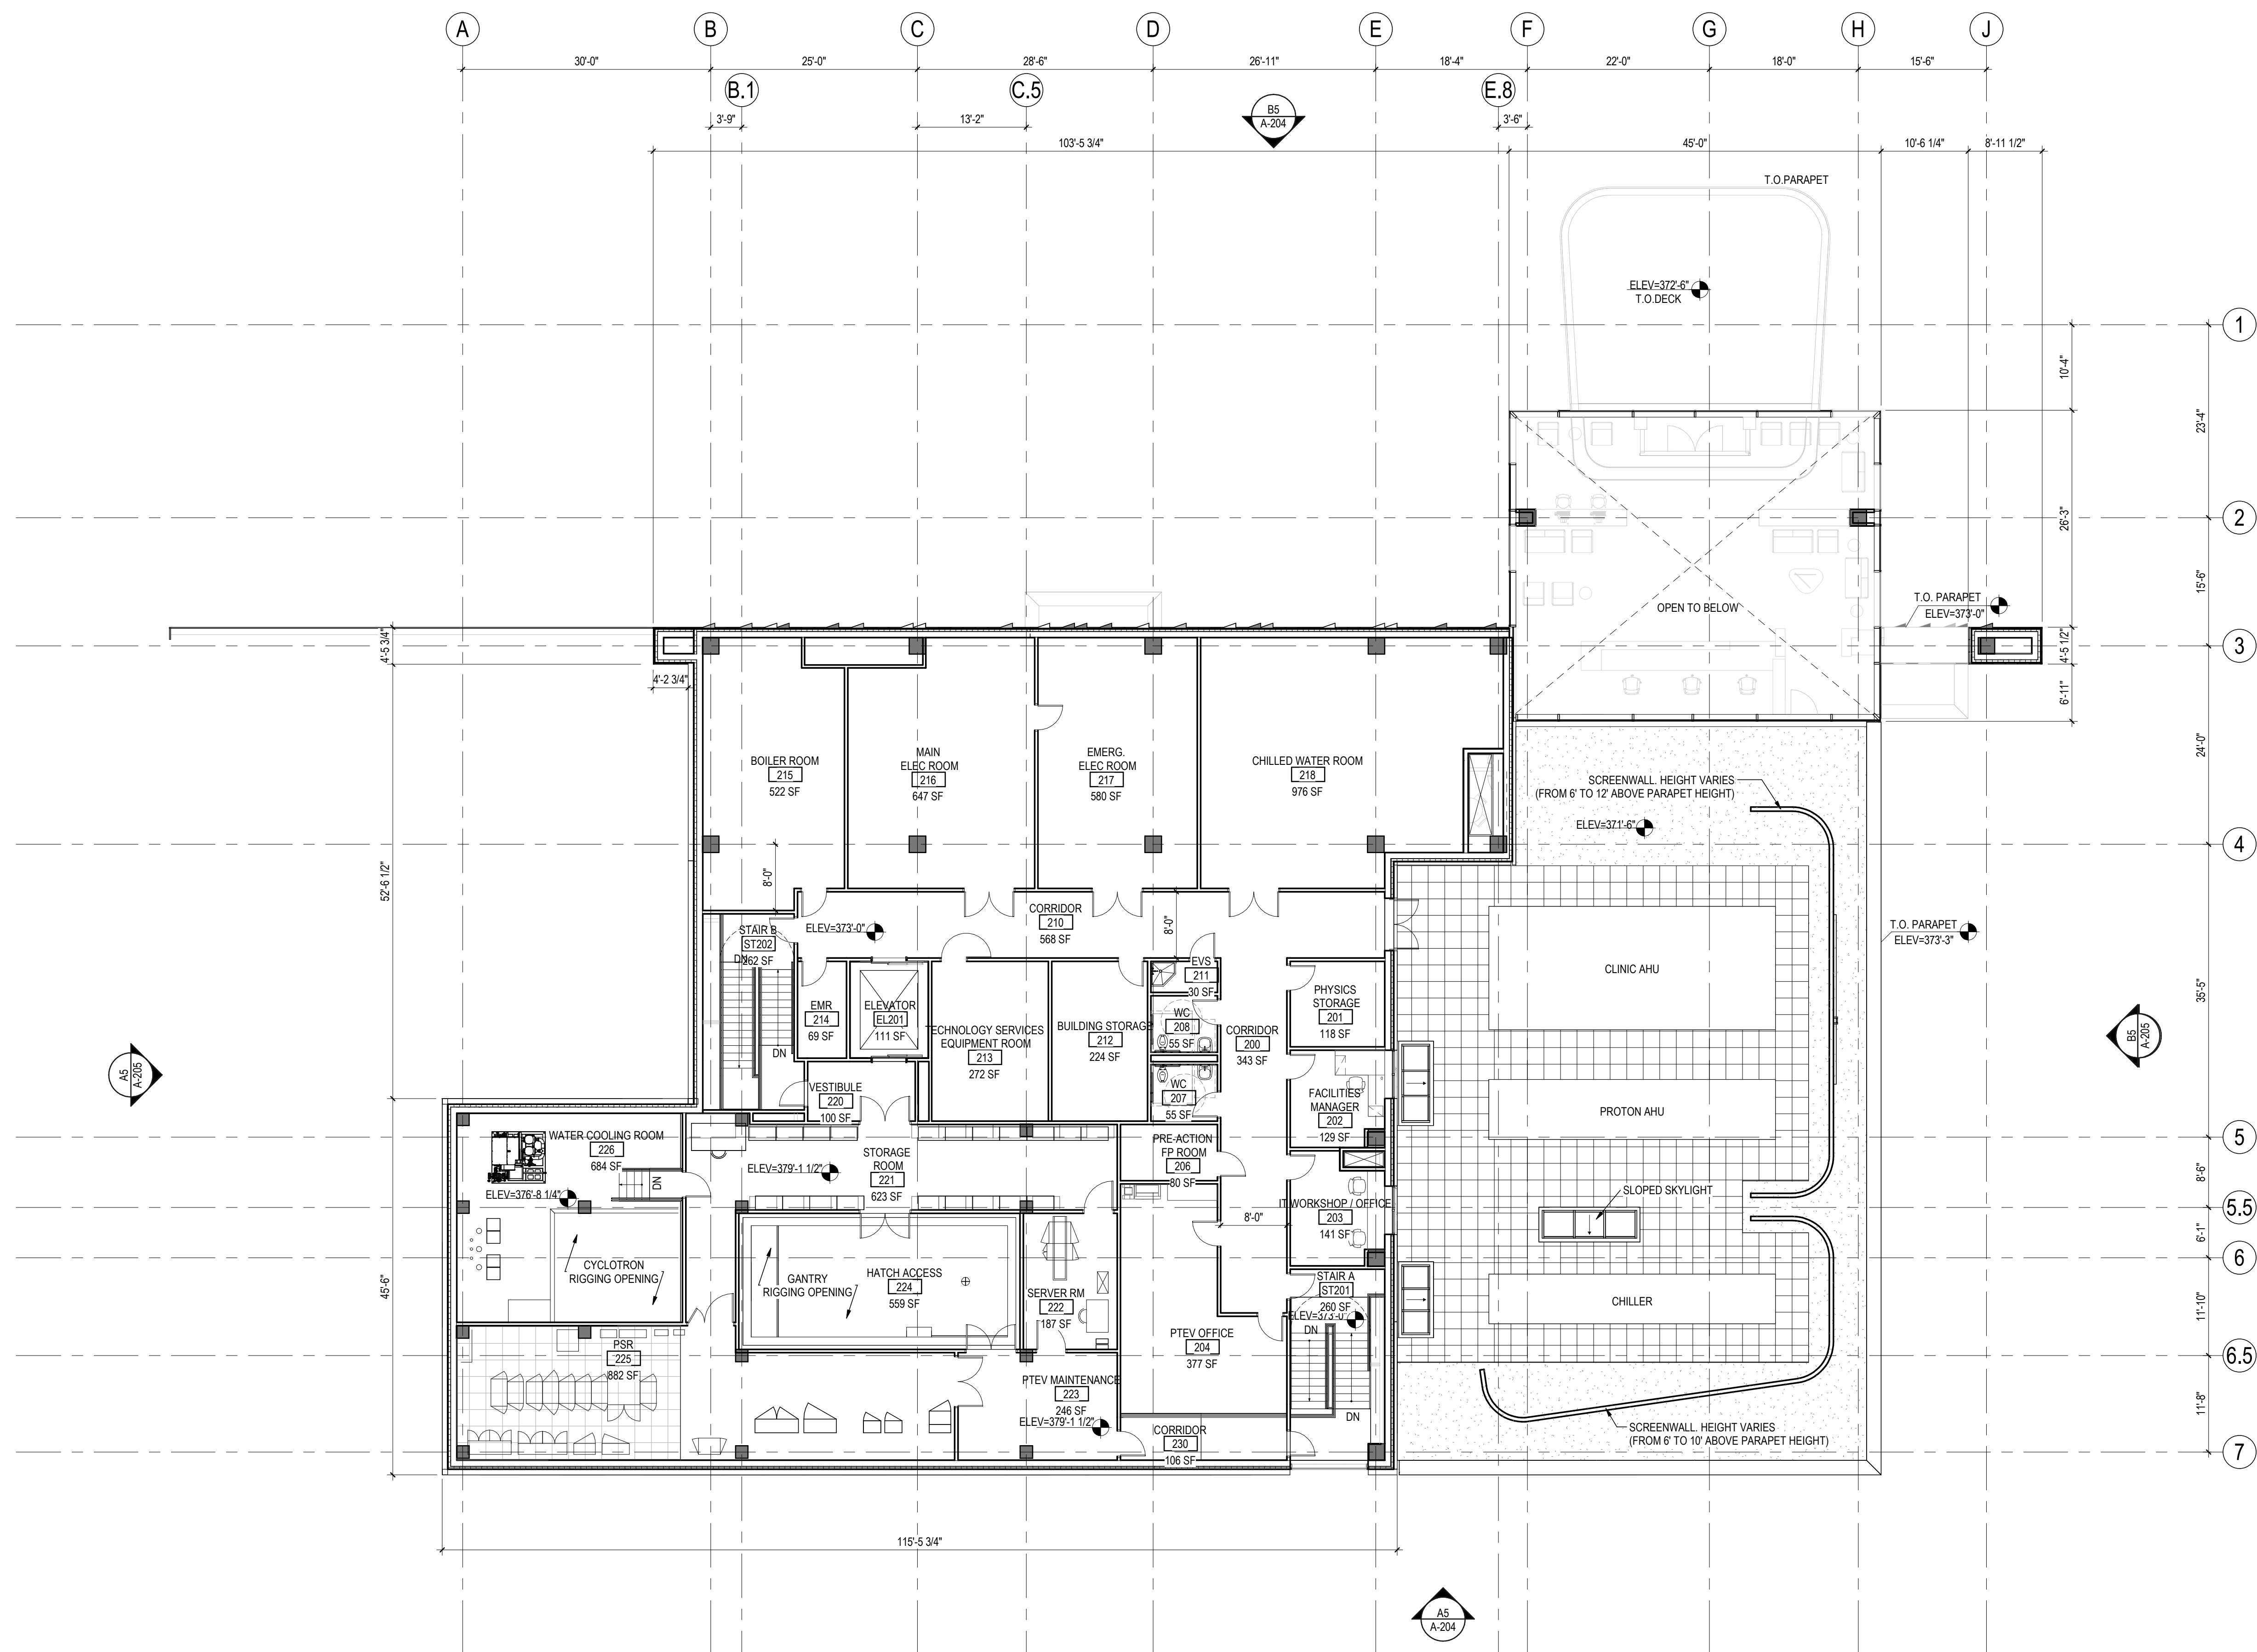 A
B
C
D
E
F
G
H
J
30'-0"
25'-0"
28'-6"
26'-11"
18'-4"
22'-0"
18'-0"
15'-6"
B.1
C.5
E.8
3'-9"
13'-2"
3'-6"
B5
A-204
103'-5 3/4"
45'-0"
10'-6 1/4"
8'-11 1/2"
T.O.PARAPET
ELEV=372'-6"
T.O.DECK
1
10'-4"
23'-4"
2
26'-3"
15'-6"
T.O. PARAPET
ELEV=373'-0"
OPEN TO BELOW
4'-5 3/4"
4'-5 1/2"
3
4'-2 3/4"
6'-11"
24'-0"
BOILER ROOM
215
522 SF
MAIN
ELEC ROOM
216
647 SF
EMERG.
ELEC ROOM
217
580 SF
CHILLED WATER ROOM
218
976 SF
SCREENWALL. HEIGHT VARIES
(FROM 6' TO 12' ABOVE PARAPET HEIGHT)
ELEV=371'-6"
4
52'-6 1/2"
8'-0"
CORRIDOR
210
568 SF
8'-0"
ELEV=373'-0"
STAIR B
ST202
262 SF
DN
DN
T.O. PARAPET
ELEV=373'-3"
CLINIC AHU
35'-5"
EVS
211
30 SF
PHYSICS
STORAGE
201
118 SF
EMR
214
69 SF
ELEVATOR
EL201
111 SF
TECHNOLOGY SERVICES
EQUIPMENT ROOM
213
272 SF
BUILDING STORAGE
212
224 SF
WC
208
55 SF
CORRIDOR
200
343 SF
A5
A-205
B5
A-205
VESTIBULE
220
100 SF
WC
207
55 SF
FACILITIES
MANAGER
202
129 SF
PROTON AHU
5
WATER COOLING ROOM
226
684 SF
DN
ELEV=376'-8 1/4"
STORAGE
ROOM
221
623 SF
ELEV=379'-1 1/2"
PRE-ACTION
FP ROOM
206
80 SF
8'-6"
SLOPED SKYLIGHT
IT WORKSHOP / OFFICE
203
141 SF
8'-0"
5.5
6'-1"
6
CYCLOTRON
RIGGING OPENING
GANTRY
RIGGING OPENING
HATCH ACCESS
224
559 SF
SERVER RM
222
187 SF
STAIR A
ST201
260 SF
ELEV=373'-0"
DN
DN
CHILLER
45'-6"
11'-10"
PSR
225
882 SF
PTEV OFFICE
204
377 SF
6.5
PTEV MAINTENANCE
223
246 SF
ELEV=379'-1 1/2"
11'-8"
CORRIDOR
230
106 SF
SCREENWALL. HEIGHT VARIES
(FROM 6' TO 10' ABOVE PARAPET HEIGHT)
7
115'-5 3/4"
A5
A-204